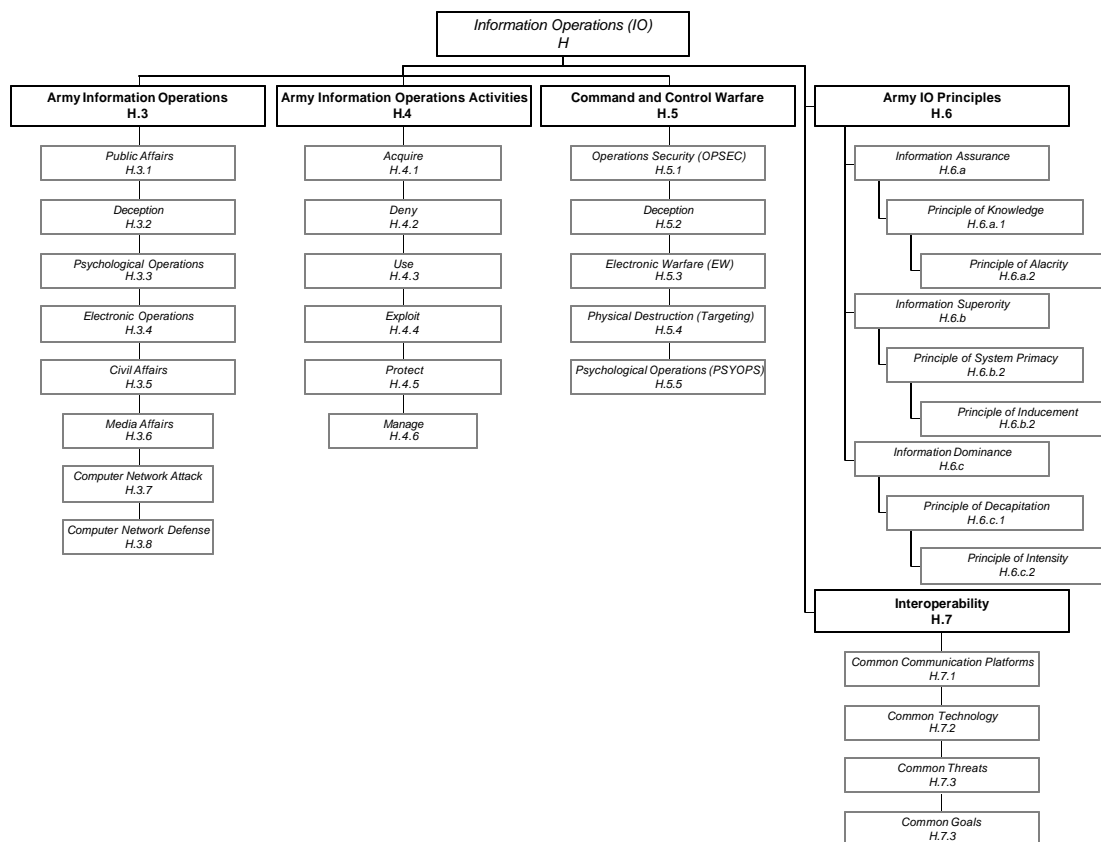 Information Operations (IO)
H
Army Information Operations
H.3
Public Affairs
H.3.1
Deception
H.3.2
Psychological Operations
H.3.3
Electronic Operations
H.3.4
Civil Affairs
H.3.5
Media Affairs
H.3.6
Computer Network Attack
H.3.7
Computer Network Defense
H.3.8
Army Information Operations Activities
H.4
Acquire
H.4.1
Deny
H.4.2
Use
H.4.3
Exploit
H.4.4
Protect
H.4.5
Manage
H.4.6
Command and Control Warfare
H.5
Operations Security (OPSEC)
H.5.1
Deception
H.5.2
Electronic Warfare (EW)
H.5.3
Physical Destruction (Targeting)
H.5.4
Psychological Operations (PSYOPS)
H.5.5
Army IO Principles
H.6
Information Assurance
H.6.a
Principle of Knowledge
H.6.a.1
Principle of Alacrity
H.6.a.2
Information Superority
H.6.b
Principle of System Primacy
H.6.b.2
Principle of Inducement
H.6.b.2
Information Dominance
H.6.c
Principle of Decapitation
H.6.c.1
Principle of Intensity
H.6.c.2
Interoperability
H.7
Common Communication Platforms
H.7.1
Common Technology
H.7.2
Common Threats
H.7.3
Common Goals
H.7.3